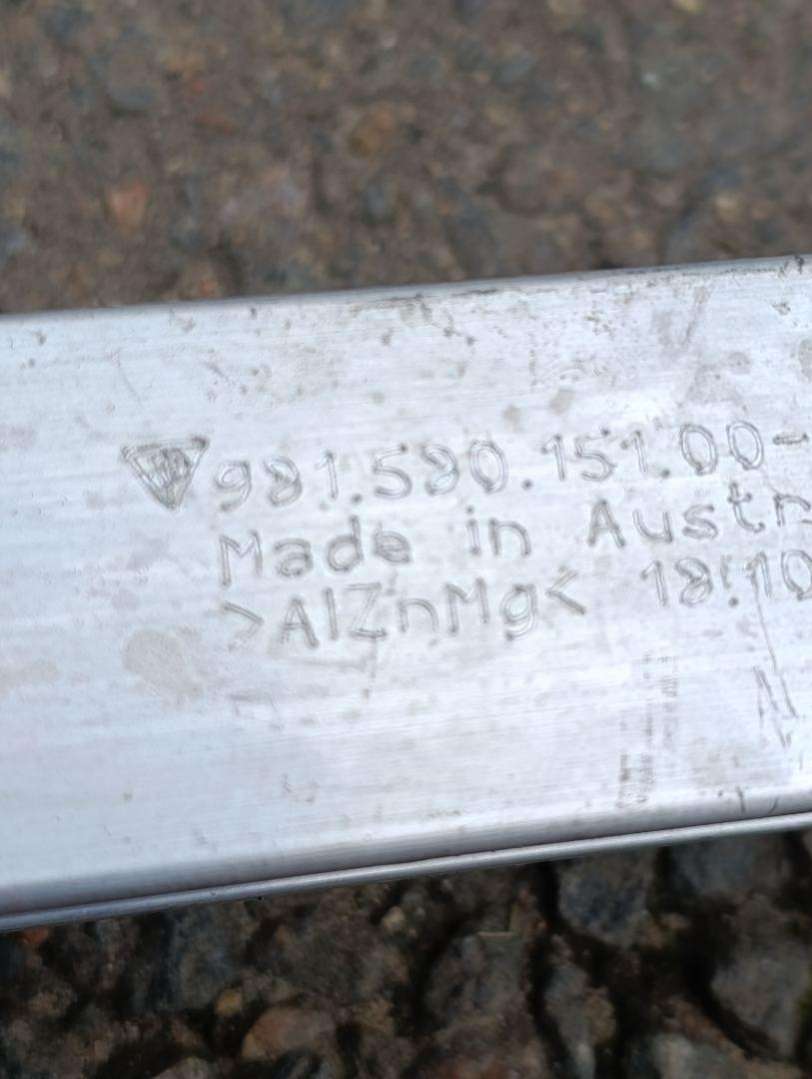 981.580.151.00-
Made in Austr
>AlZnMg< 18.10